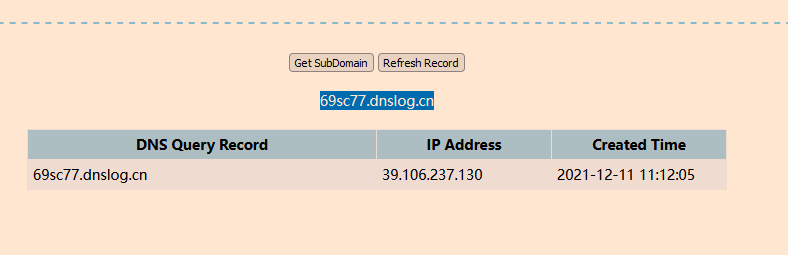 Get SubDomain Refresh Record
69sc77.dnslog.cn
DNS Query Record IP Address Created Time
69sc77.dnslog.cn 39.106.237.130 2021-12-11 11:12:05